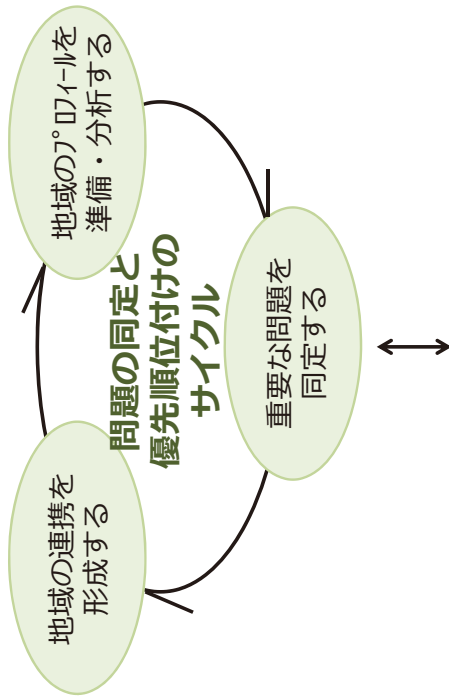 地域の連携を
形成する
地域のプロフィールを
準備・分析する
問題の同定と
優先順位付けの
サイクル
重要な問題を
同定する